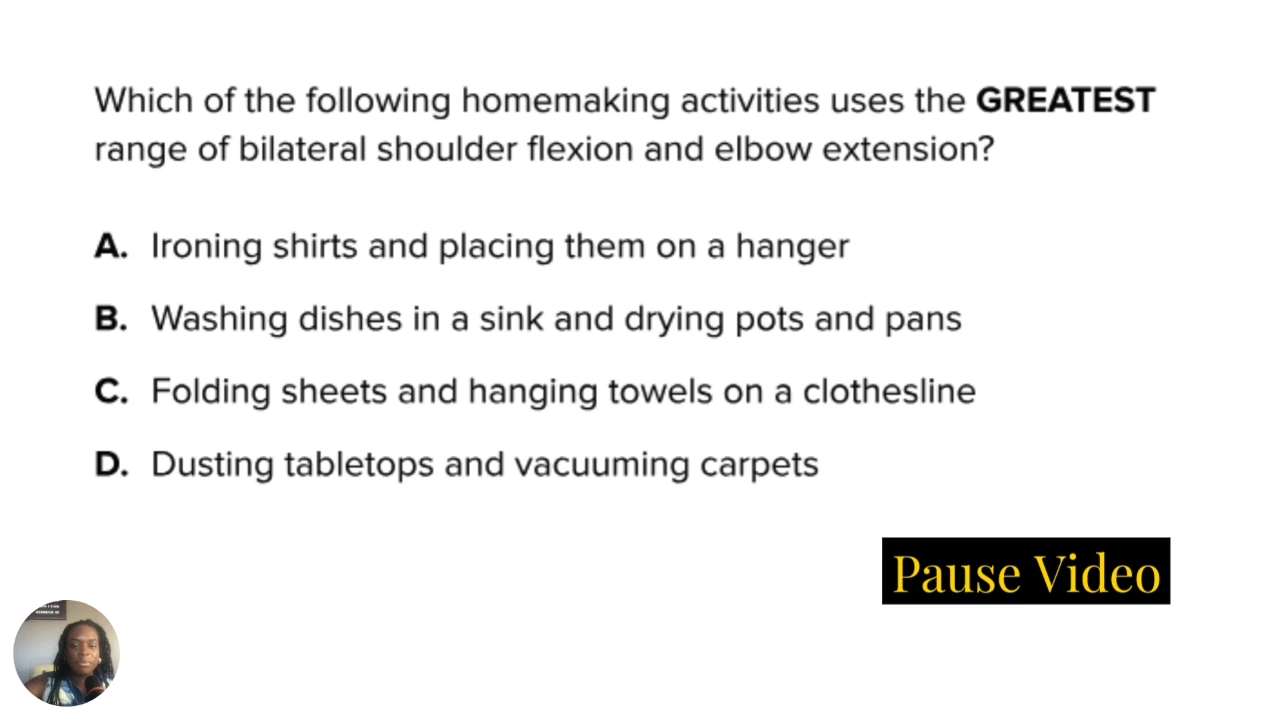 Which of the following homemaking activities uses the GREATEST
range of bilateral shoulder flexion and elbow extension?
A. Ironing shirts and placing them on a hanger
B. Washing dishes in a sink and drying pots and pans
C. Folding sheets and hanging towels on a clothesline
D. Dusting tabletops and vacuuming carpets
Pause Video